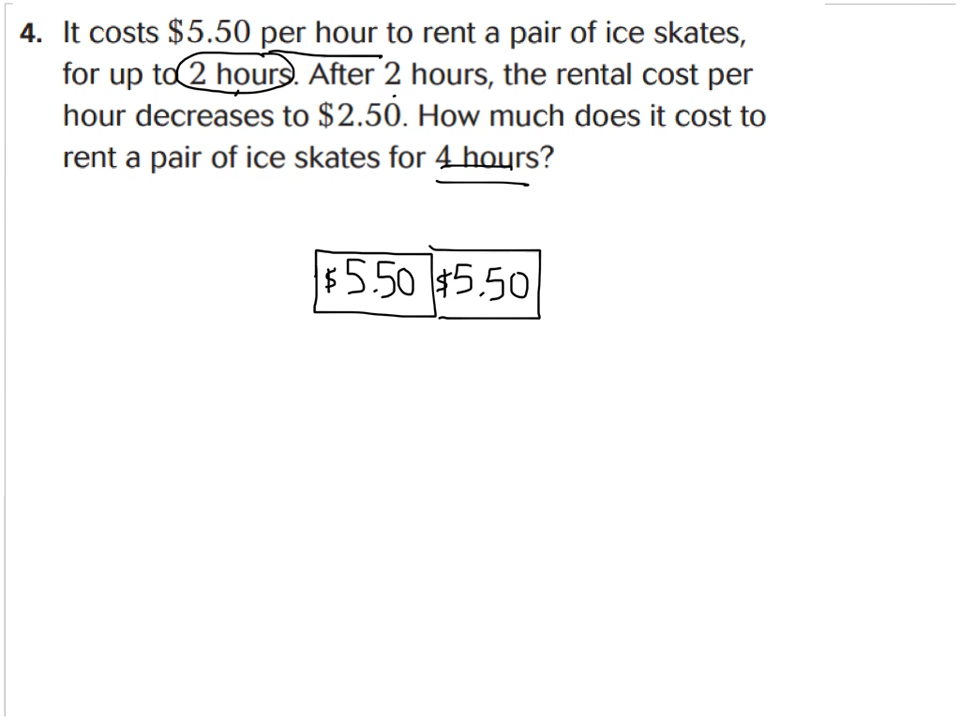 4. It costs $5.50 per hour to rent a pair of ice skates,
for up to 2 hours. After 2 hours, the rental cost per
hour decreases to $2.50. How much does it cost to
rent a pair of ice skates for 4 hours?
$5.50 $5.50